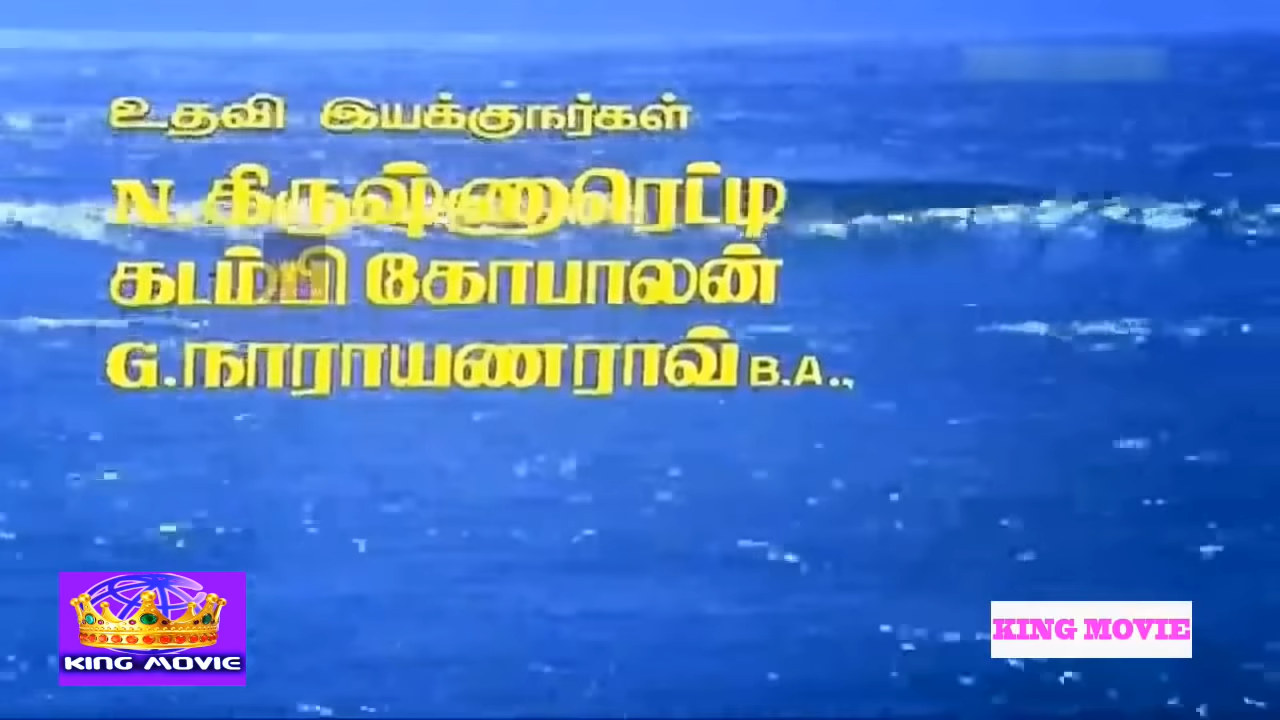 உதவி இயக்குநர்கள்
N.கிருஷ்ணாரெட்டி
கடம்பி கோபாலன்
G.நாராயணராவ் B.A.,
KING MOVIE
KING MOVIE